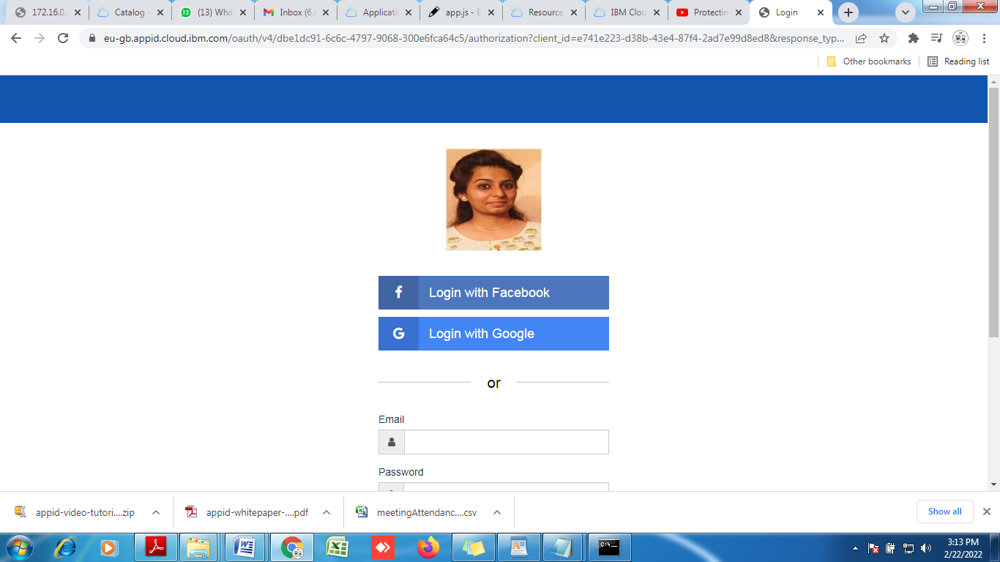 172.16.0.
Catalog -
(13) Wha
Inbox (6,
Applicati
app.js - E
Resource
IBM Clou
Protectin
Login
eu-gb.appid.cloud.ibm.com/oauth/v4/dbe1dc91-6c6c-4797-9068-300e6fca64c5/authorization?client_id=e741e223-d38b-43e4-87f4-2ad7e99d8ed8&response_typ...
Other bookmarks
Reading list
Login with Facebook
G
Login with Google
or
Email
Password
appid-video-tutori....zip
appid-whitepaper-....pdf
meetingAttendanc....csv
Show all
3:13 PM
2/22/2022